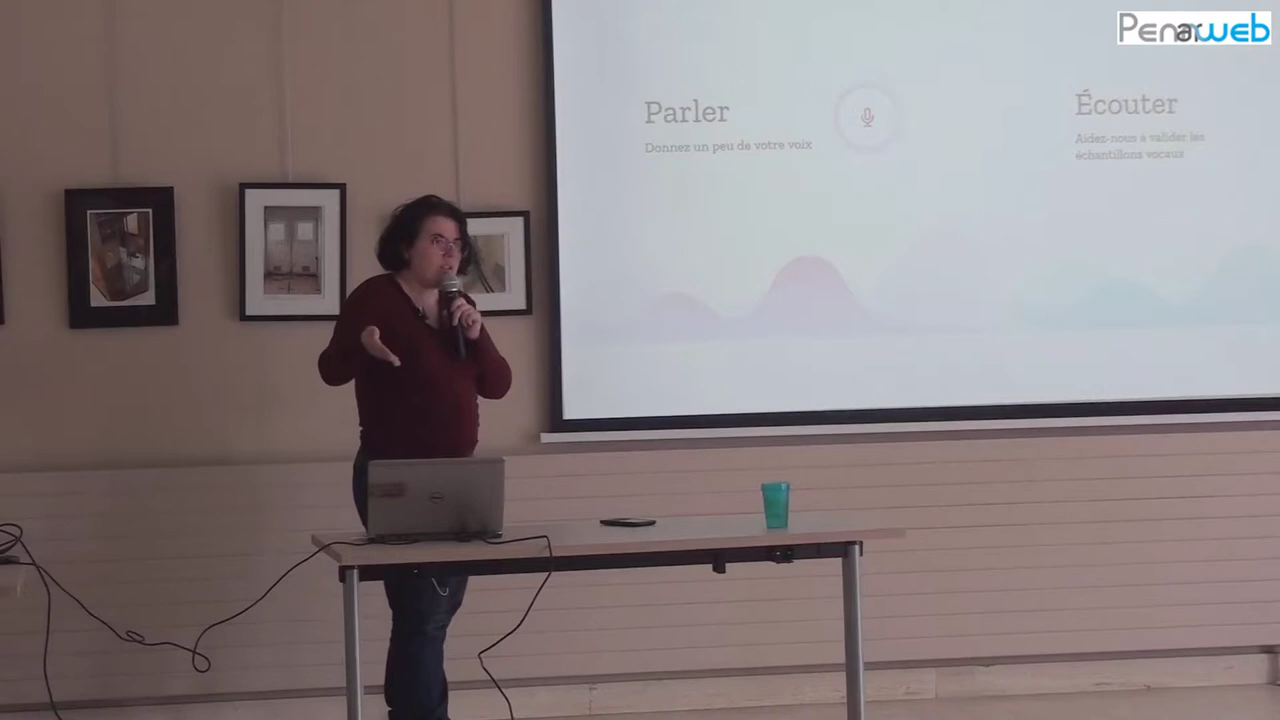 Penarweb
Parler
Donnez un peu de votre voix
Écouter
Aidez-nous à valider les
échantillons vocaux